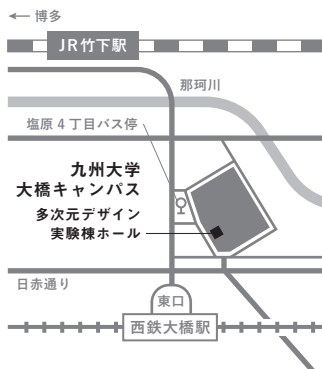 ← 博多
JR竹下駅
那珂川
塩原4丁目バス停
九州大学
大橋キャンパス
多次元デザイン
実験棟ホール
日赤通り
東口
西鉄大橋駅